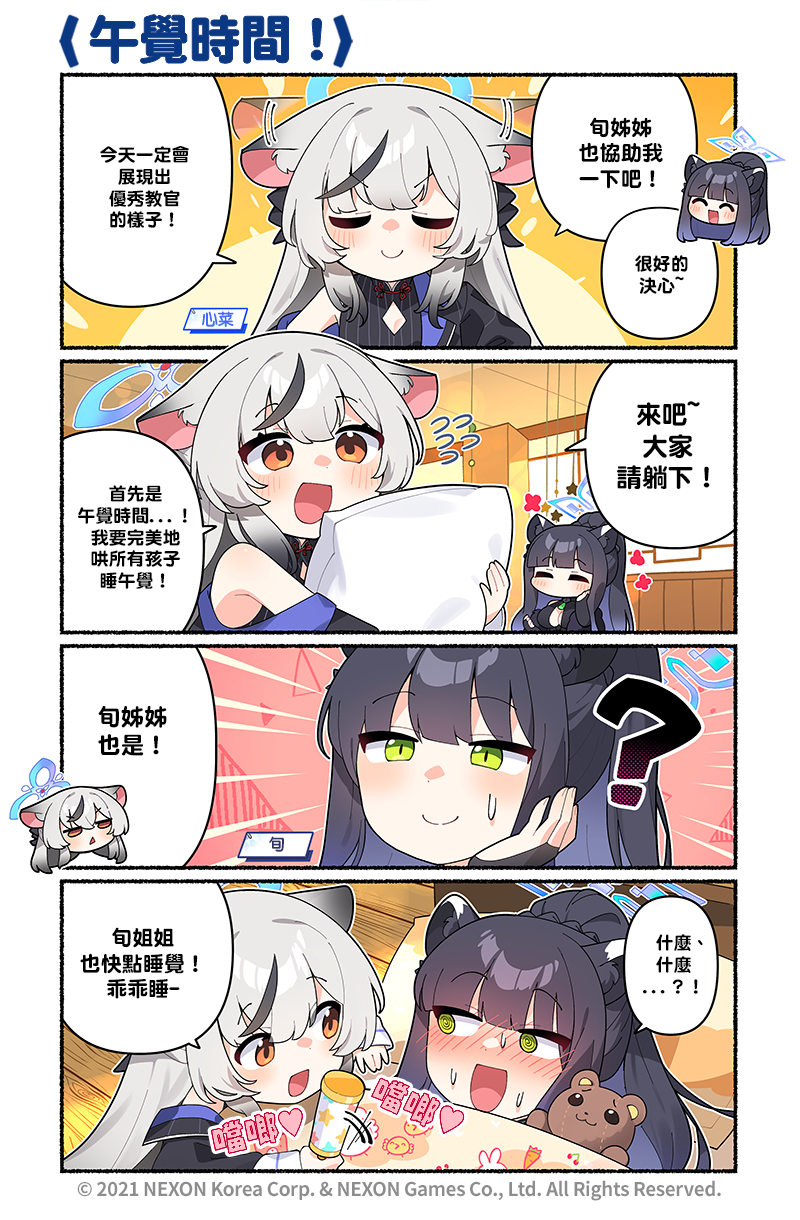 《午覺時間！》
今天一定會
展現出
優秀教官
的樣子！
旬姊姊
也協助我
一下吧！
很好的
決心~
心菜
來吧~
大家
請躺下！
首先是
午覺時間...！
我要完美地
哄所有孩子
睡午覺！
旬姊姊
也是！
?
旬
旬姐姐
也快點睡覺！
乖乖睡-
什麼、
什麼
...？！
噹啷♡
噹啷♡
© 2021 NEXON Korea Corp. & NEXON Games Co., Ltd. All Rights Reserved.